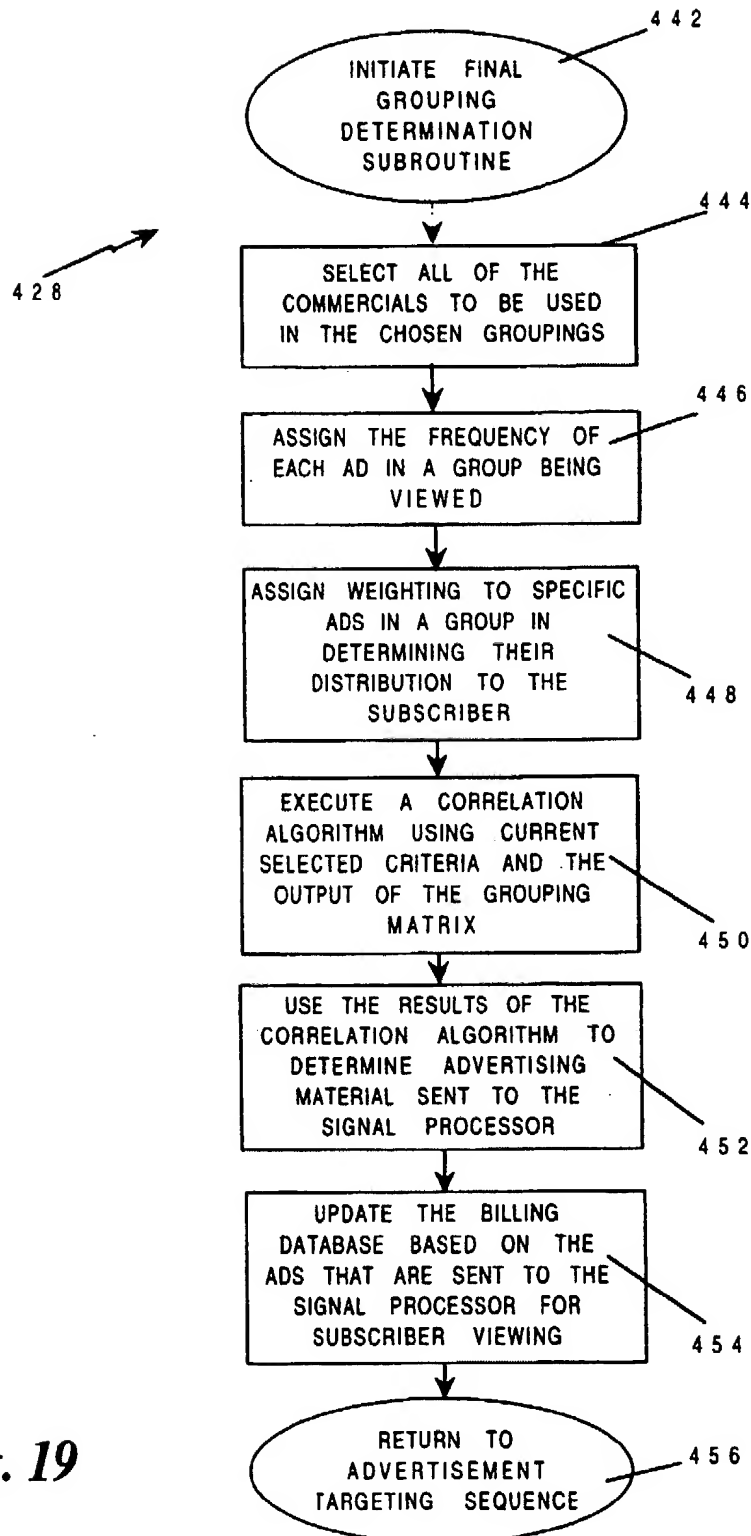 442
INITIATE FINAL
GROUPING
DETERMINATION
SUBROUTINE
428
444
SELECT ALL OF THE
COMMERCIALS TO BE USED
IN THE CHOSEN GROUPINGS
446
ASSIGN THE FREQUENCY OF
EACH AD IN A GROUP BEING
VIEWED
ASSIGN WEIGHTING TO SPECIFIC
ADS IN A GROUP IN
DETERMINING THEIR
DISTRIBUTION TO THE
SUBSCRIBER
448
EXECUTE A CORRELATION
ALGORITHM USING CURRENT
SELECTED CRITERIA AND THE
OUTPUT OF THE GROUPING
MATRIX
450
USE THE RESULTS OF THE
CORRELATION ALGORITHM TO
DETERMINE ADVERTISING
MATERIAL SENT TO THE
SIGNAL PROCESSOR
452
UPDATE THE BILLING
DATABASE BASED ON THE
ADS THAT ARE SENT TO THE
SIGNAL PROCESSOR FOR
SUBSCRIBER VIEWING
454
RETURN TO
ADVERTISEMENT
TARGETING SEQUENCE
456
19